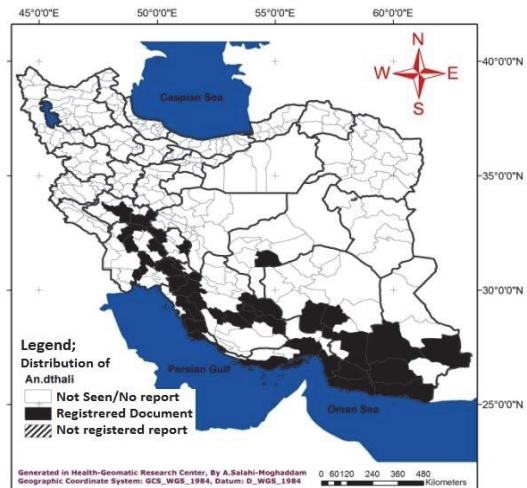 45°0'0"E 50°0'0"E 55°0'0"E 60°0'0"E
N
W E
S
Caspian Sea
40°0'0"N
35°0'0"N
30°0'0"N
25°0'0"N
Persian Gulf
Oman Sea
Legend;
Distribution of
An.dthali
Not Seen/No report
Registrered Document
Not registered report
Generated in Health-Geomatic Research Center, By A.Salahi-Moghaddam
Geographic Coordinate System: GCS_WGS_1984, Datum: D_WGS_1984
0 60120 240 360 480
Kilometers